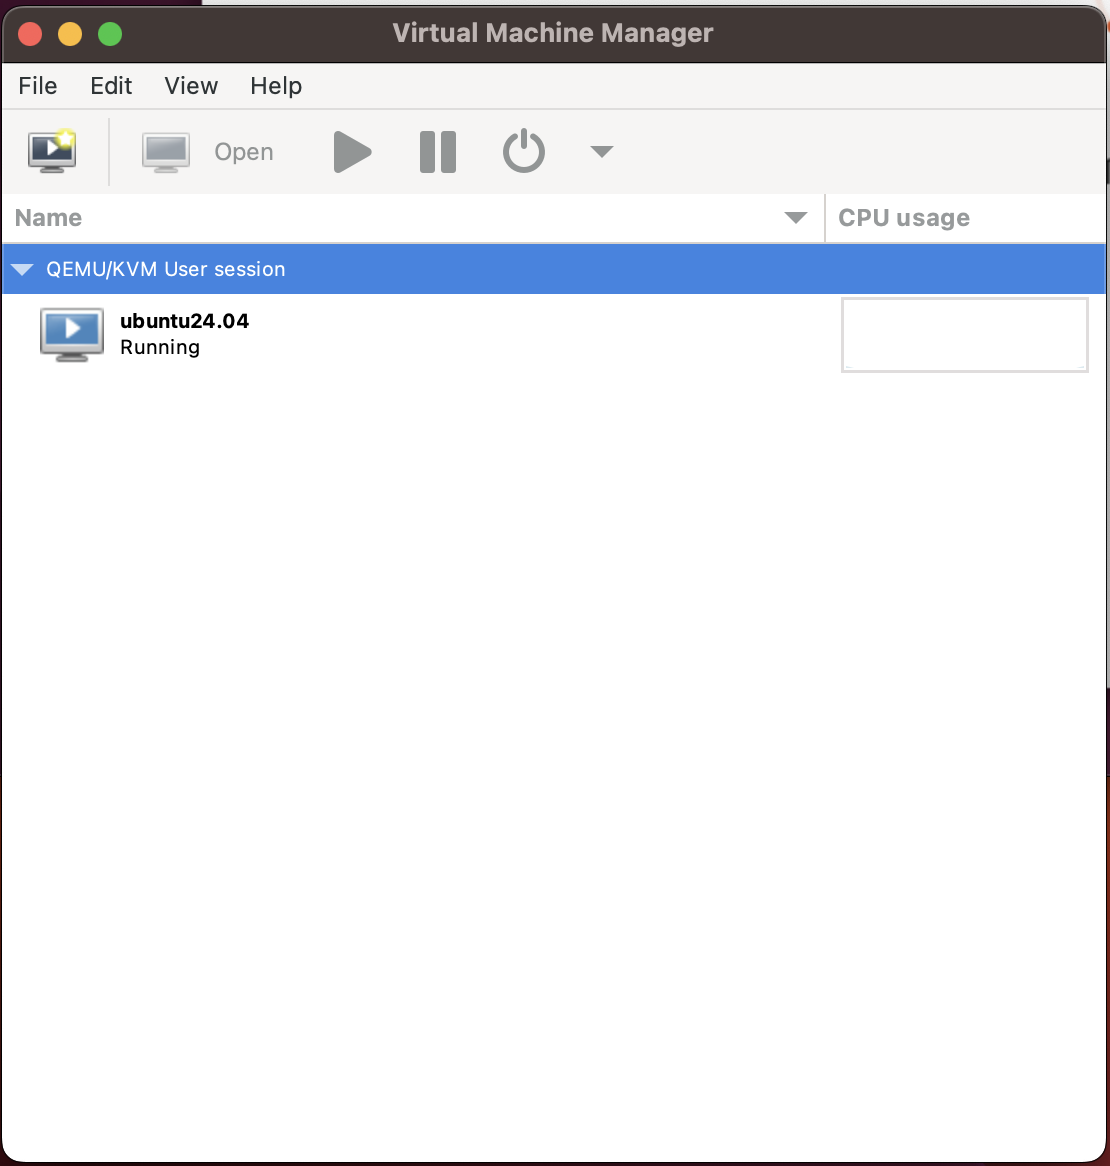 Virtual Machine Manager
File Edit View Help
Open
Name CPU usage
QEMU/KVM User session
ubuntu24.04
Running